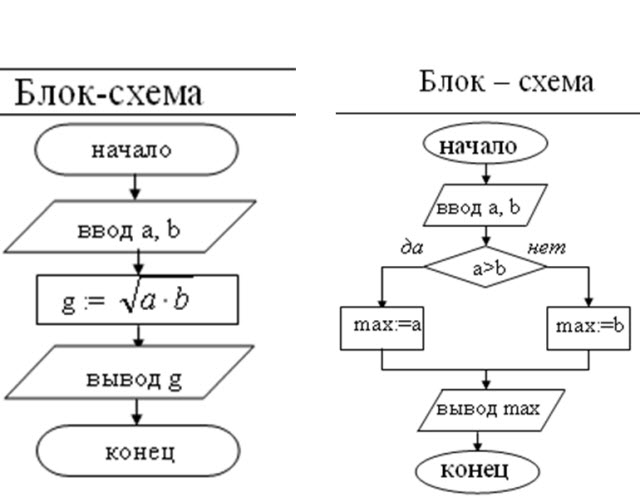 Блок-схема
начало
ввод a, b
g := √a · b
вывод g
конец
Блок – схема
начало
ввод a, b
да
нет
a>b
max:=a
max:=b
вывод max
конец